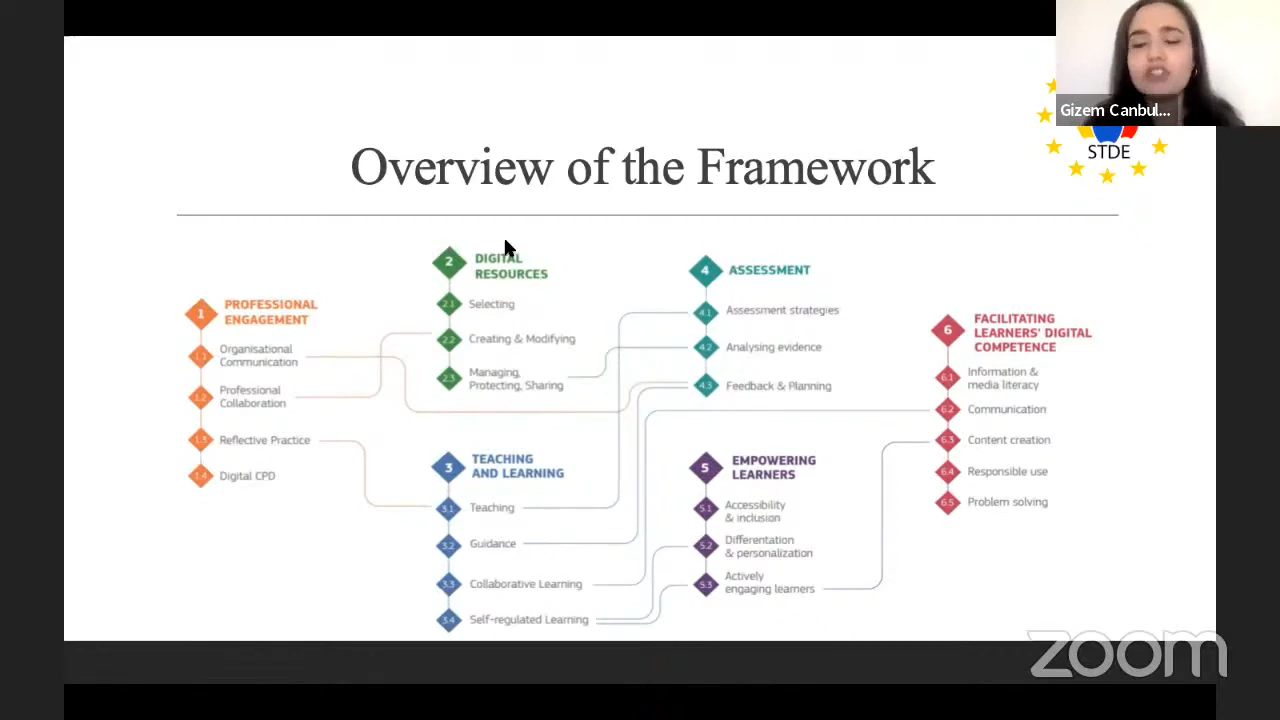 Gizem Canbul...
STDE
Overview of the Framework
1
PROFESSIONAL
ENGAGEMENT
1.1
Organisational
Communication
1.2
Professional
Collaboration
1.3
Reflective Practice
1.4
Digital CPD
2
DIGITAL
RESOURCES
2.1
Selecting
2.2
Creating & Modifying
2.3
Managing,
Protecting, Sharing
3
TEACHING
AND LEARNING
3.1
Teaching
3.2
Guidance
3.3
Collaborative Learning
3.4
Self-regulated Learning
4
ASSESSMENT
4.1
Assessment strategies
4.2
Analysing evidence
4.3
Feedback & Planning
5
EMPOWERING
LEARNERS
5.1
Accessibility
& inclusion
5.2
Differentation
& personalization
5.3
Actively
engaging learners
6
FACILITATING
LEARNERS' DIGITAL
COMPETENCE
6.1
Information &
media literacy
6.2
Communication
6.3
Content creation
6.4
Responsible use
6.5
Problem solving
zoom